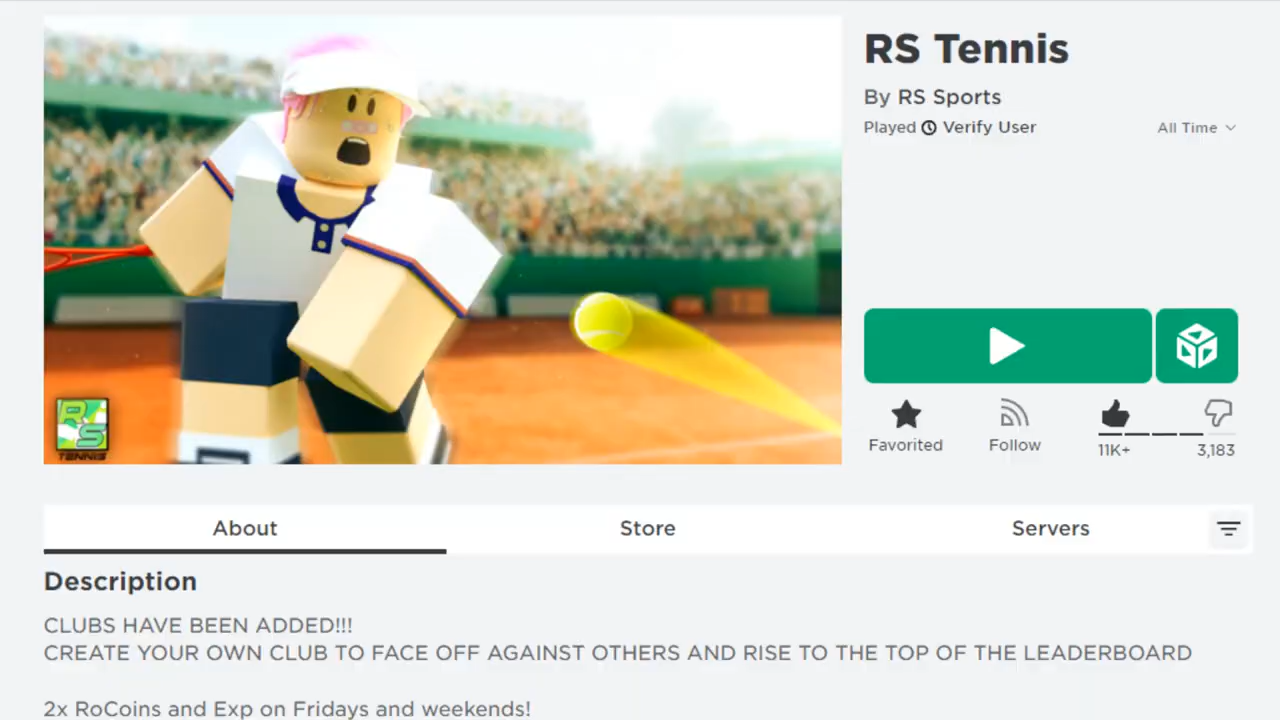 RS Tennis
By RS Sports
Played Verify User
All Time
RS
TENNIS
Favorited
Follow
11K+
3,183
About
Store
Servers
Description
CLUBS HAVE BEEN ADDED!!!
CREATE YOUR OWN CLUB TO FACE OFF AGAINST OTHERS AND RISE TO THE TOP OF THE LEADERBOARD
2x RoCoins and Exp on Fridays and weekends!